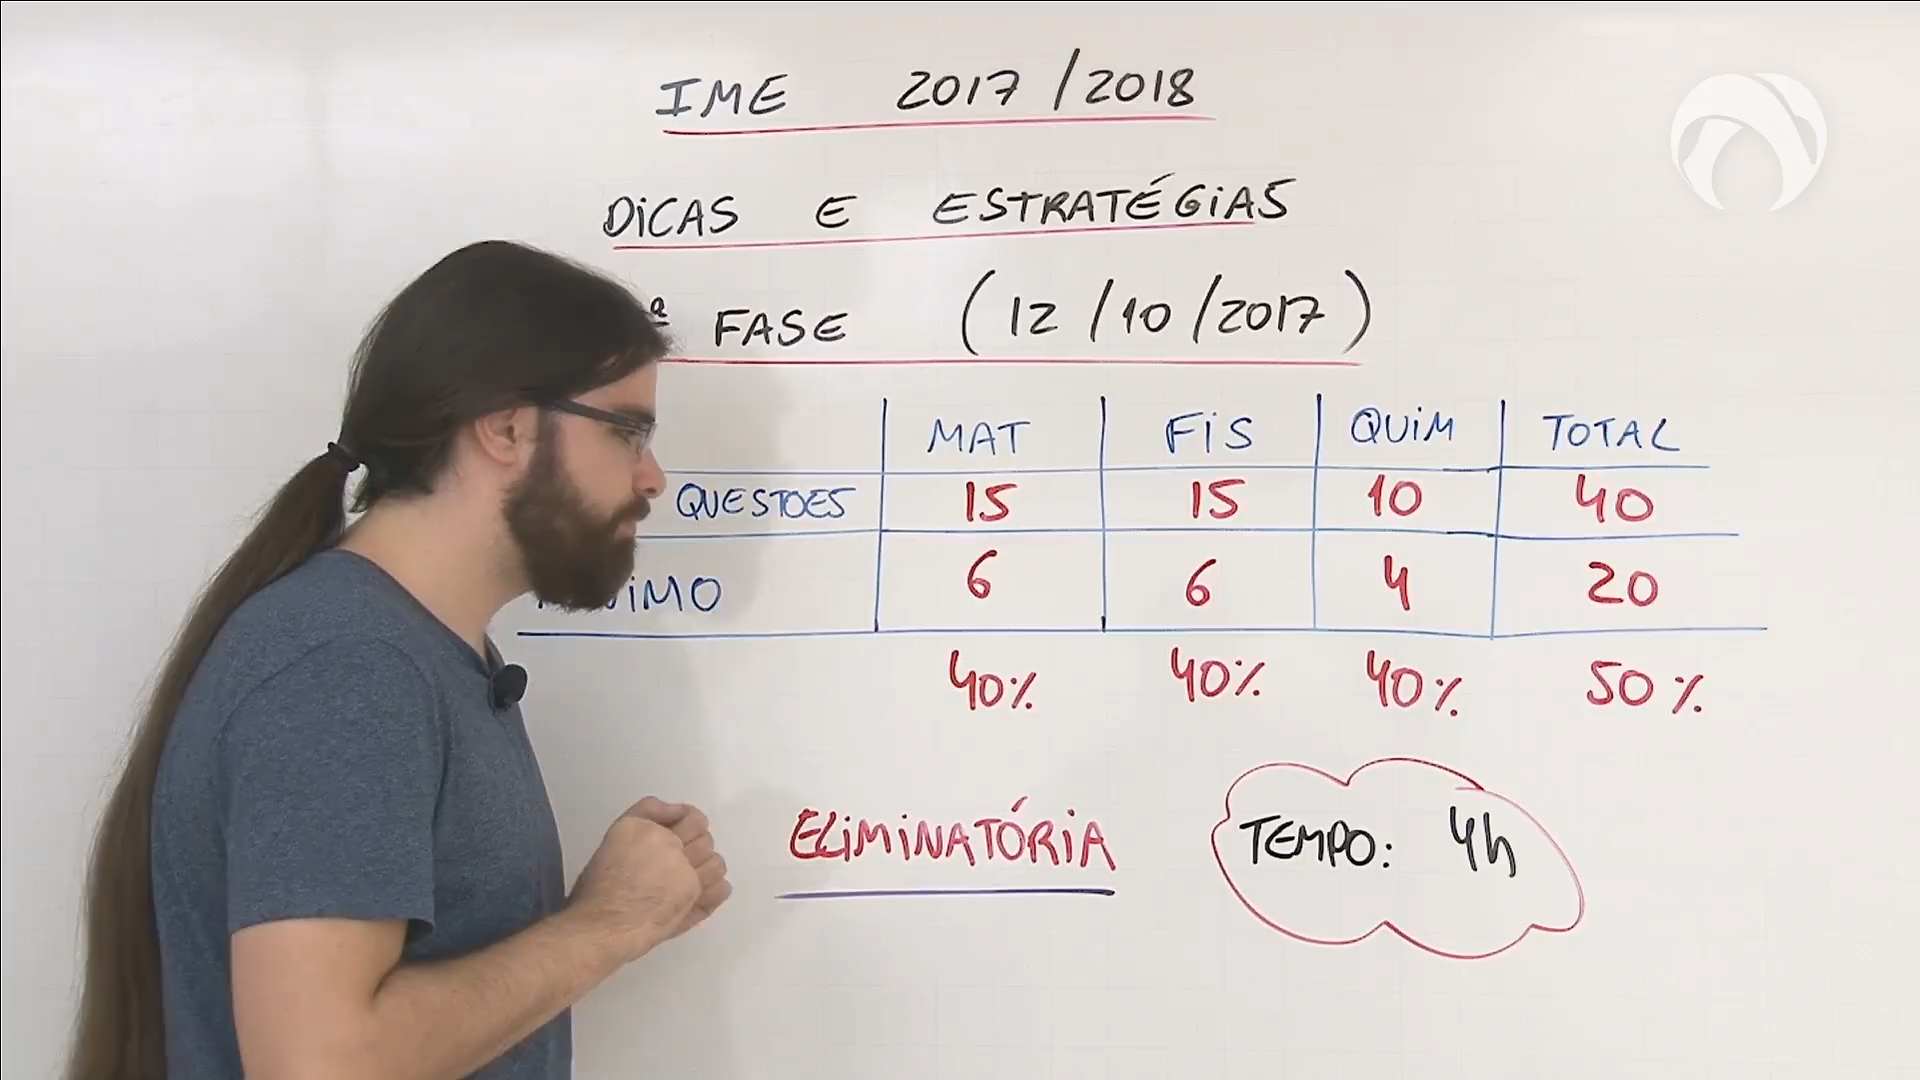 IME 2017/2018
DICAS E ESTRATÉGIAS
ª FASE (12/10/2017)
MAT FÍS QUIM TOTAL
QUESTOES 15 15 10 40
6 6 4 20
40% 40% 40% 50%
ELIMINATÓRIA
TEMPO: 4h